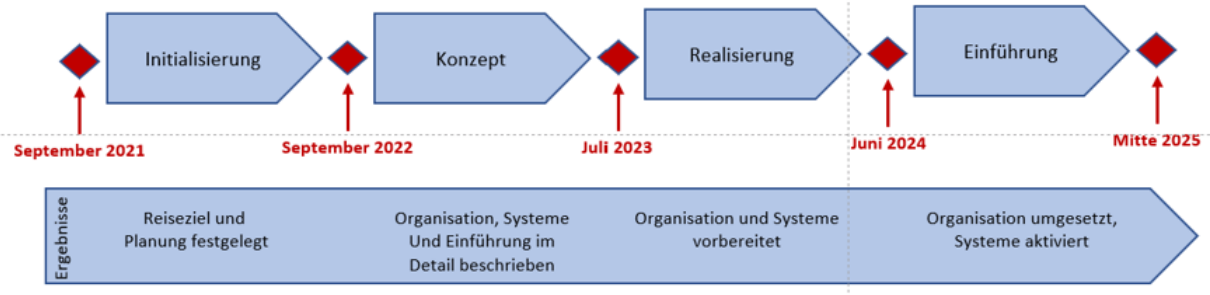 Initialisierung
Konzept
Realisierung
Einführung
September 2021
September 2022
Juli 2023
Juni 2024
Mitte 2025
Ergebnisse
Reiseziel und
Planung festgelegt
Organisation, Systeme
Und Einführung im
Detail beschrieben
Organisation und Systeme
vorbereitet
Organisation umgesetzt,
Systeme aktiviert